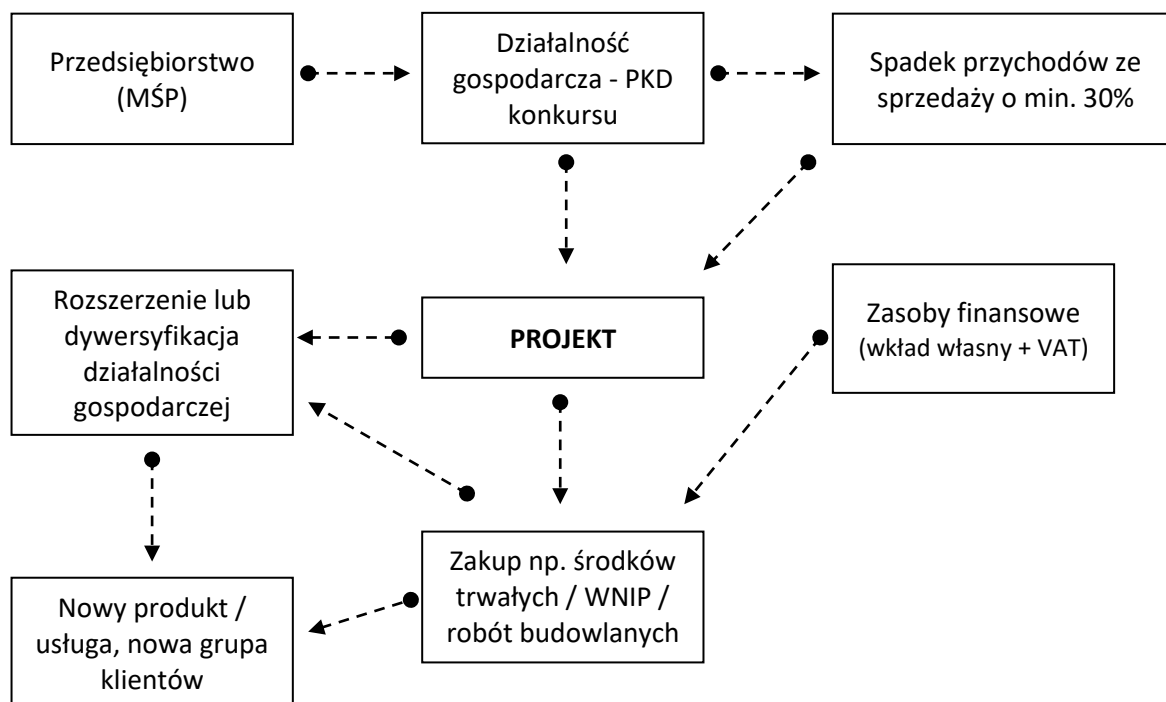 Przedsiębiorstwo
(MŚP)
Działalność
gospodarcza - PKD
konkursu
Spadek przychodów ze
sprzedaży o min. 30%
Rozszerzenie lub
dywersyfikacja
działalności
gospodarczej
PROJEKT
Zasoby finansowe
(wkład własny + VAT)
Nowy produkt /
usługa, nowa grupa
klientów
Zakup np. środków
trwałych / WNIP /
robót budowlanych